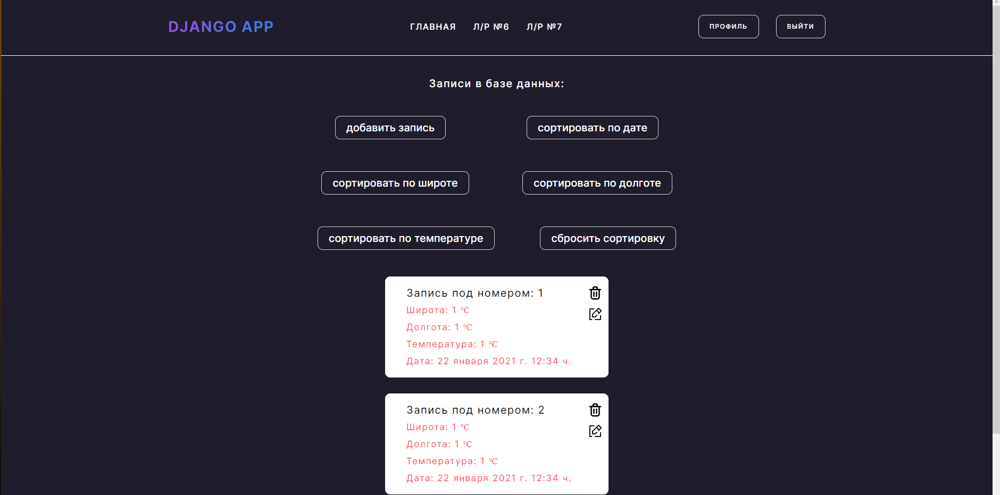 DJANGO APP ГЛАВНАЯ Л/Р №6 Л/Р №7 ПРОФИЛЬ ВЫЙТИ
Записи в базе данных:
добавить запись сортировать по дате
сортировать по широте сортировать по долготе
сортировать по температуре сбросить сортировку
Запись под номером: 1
Широта: 1 ℃
Долгота: 1 ℃
Температура: 1 ℃
Дата: 22 января 2021 г. 12:34 ч.
Запись под номером: 2
Широта: 1 ℃
Долгота: 1 ℃
Температура: 1 ℃
Дата: 22 января 2021 г. 12:34 ч.